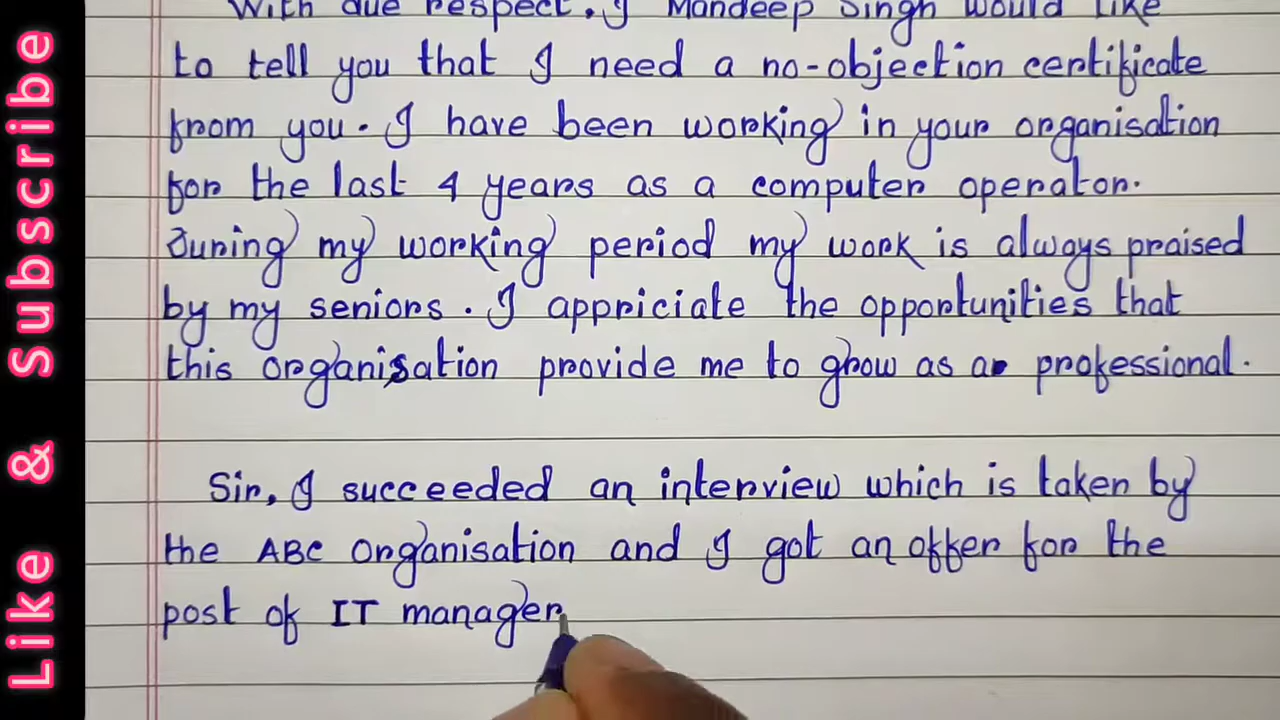 With due respect. I Mandeep Singh would like
to tell you that I need a no-objection certificate
from you. I have been working in your organisation
for the last 4 years as a computer operator.
During my working period my work is always praised
by my seniors. I appriciate the opportunities that
this organisation provide me to grow as a professional.
Sir, I succeeded an interview which is taken by
the ABC organisation and I got an offer for the
post of IT manager
Like & Subscribe